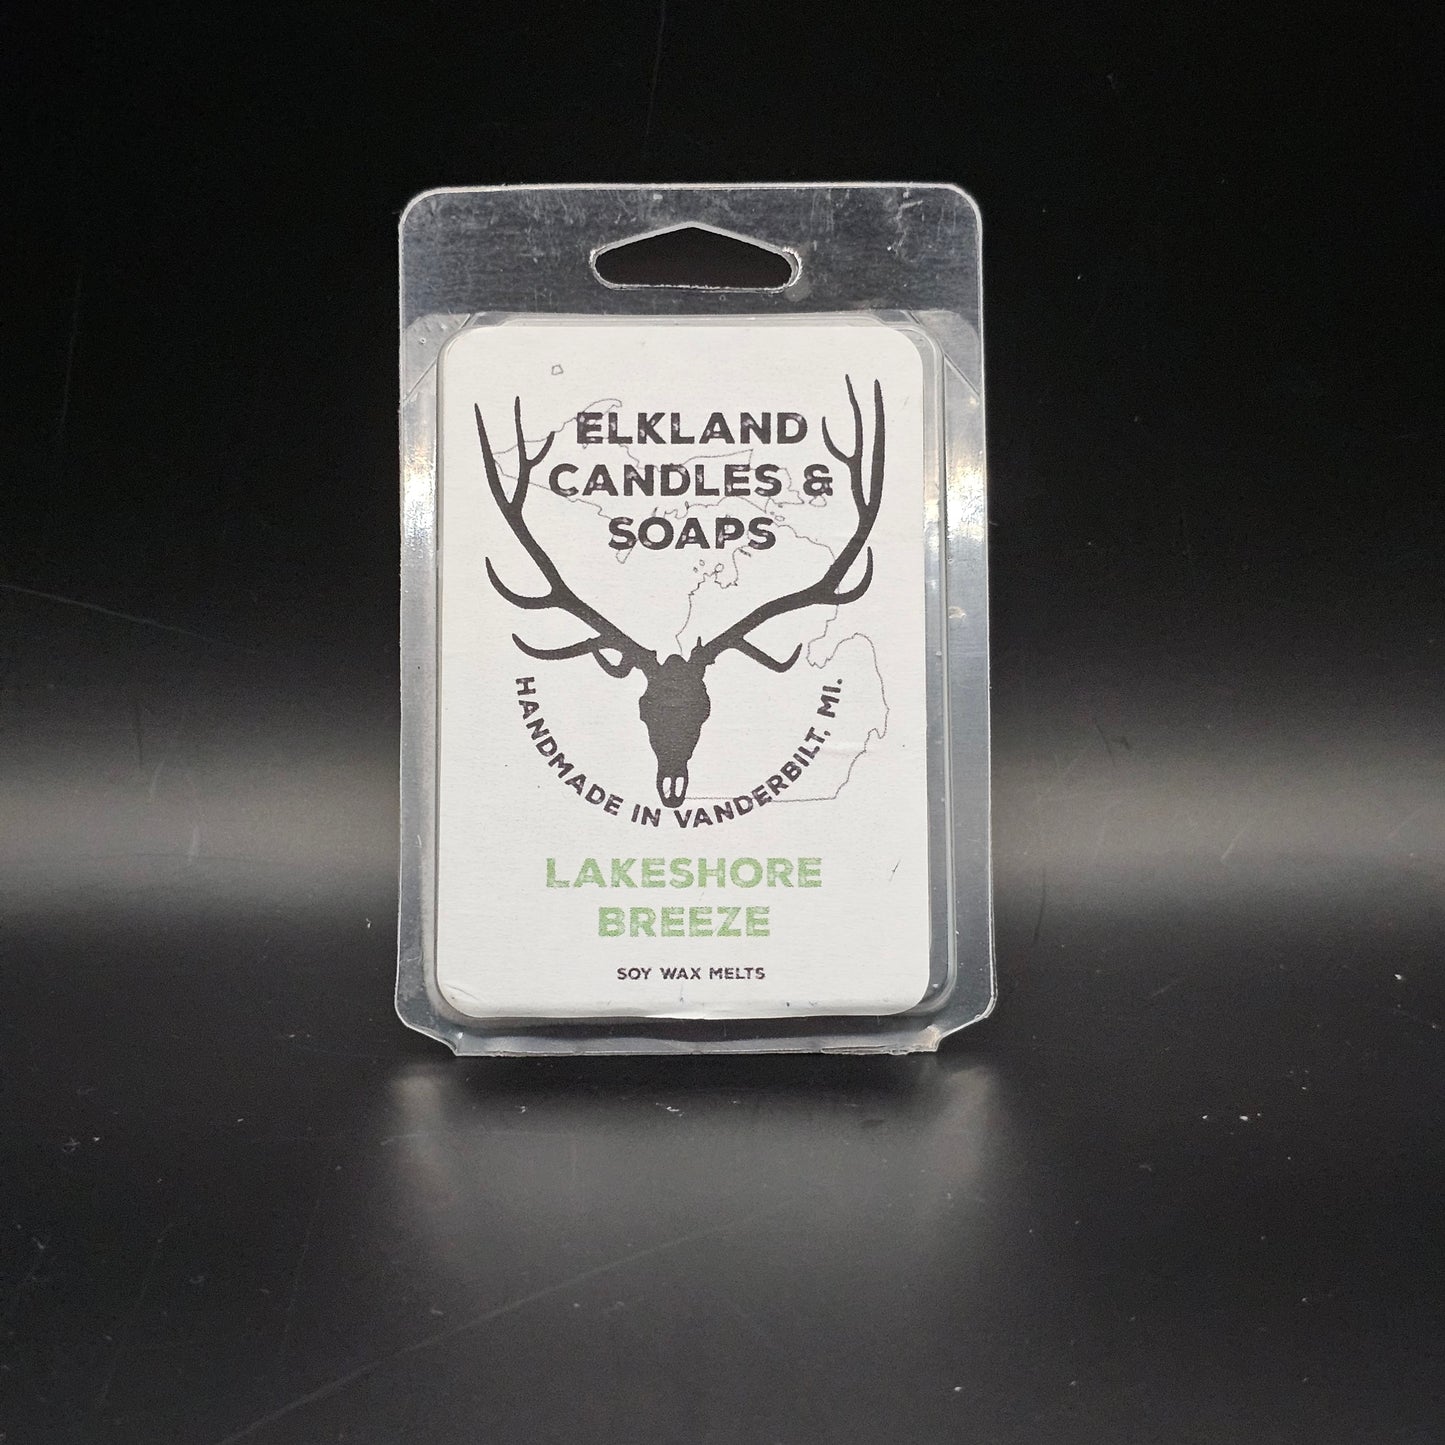 ELKLAND
CANDLES &
SOAPS
HANDMADE IN VANDERBILT, MI.
LAKESHORE
BREEZE
SOY WAX MELTS